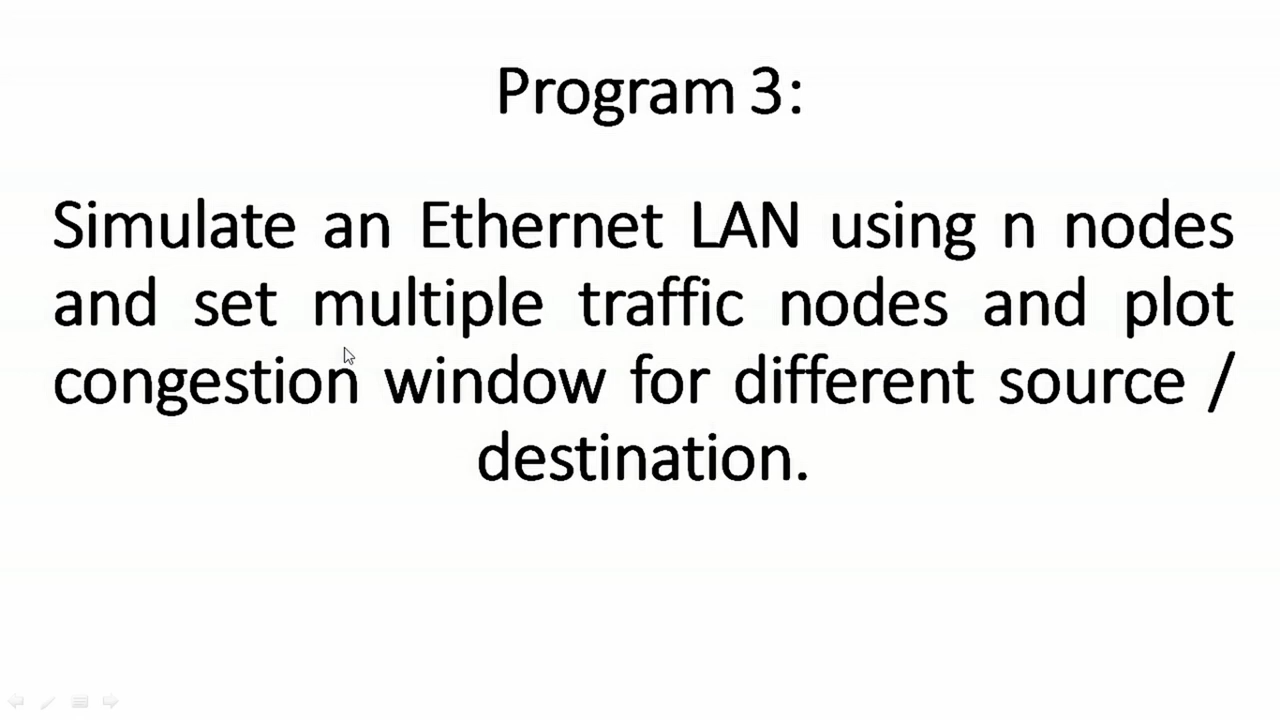 Program 3:
Simulate an Ethernet LAN using n nodes
and set multiple traffic nodes and plot
congestion window for different source /
destination.